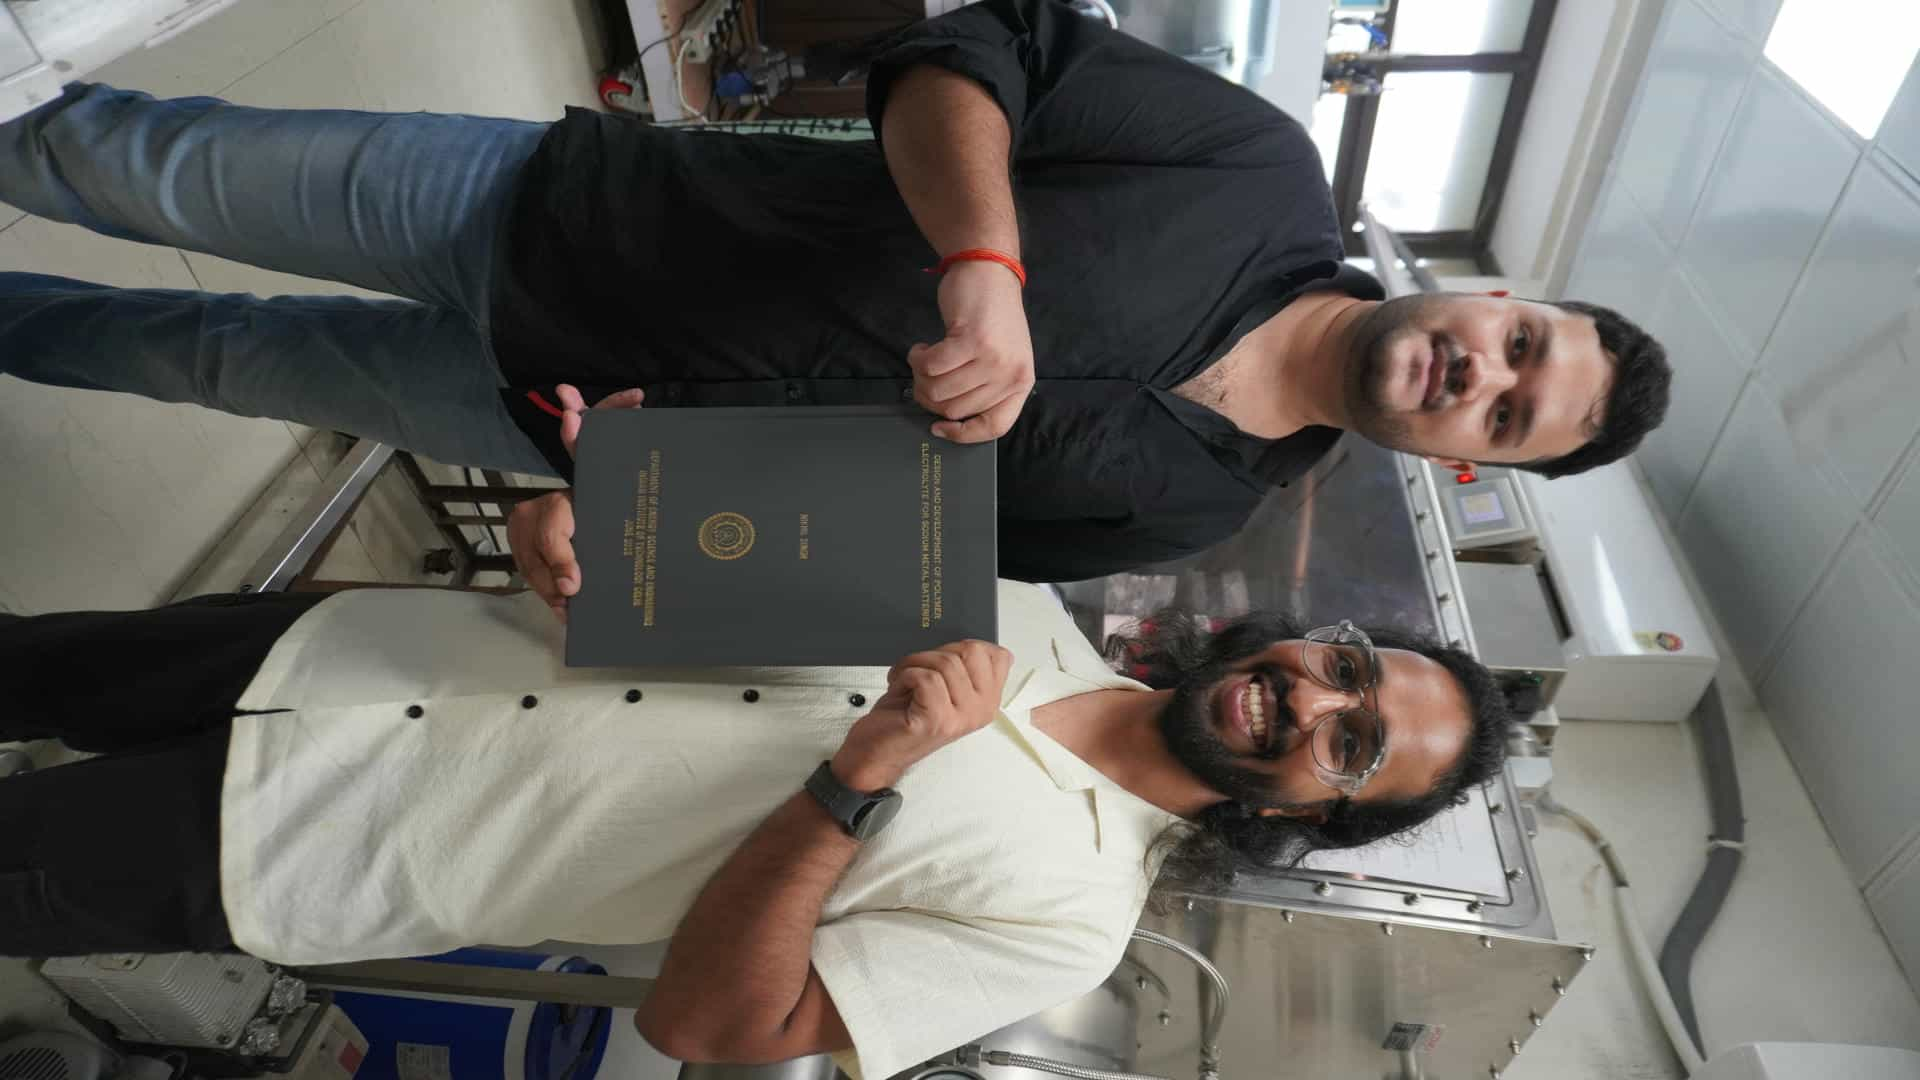 DESIGN AND DEVELOPMENT OF POLYMER
ELECTROLYTE FOR SODIUM METAL BATTERIES
NIKHIL SINGH
DEPARTMENT OF ENERGY SCIENCE AND ENGINEERING
INDIAN INSTITUTE OF TECHNOLOGY DELHI
JUNE 2025